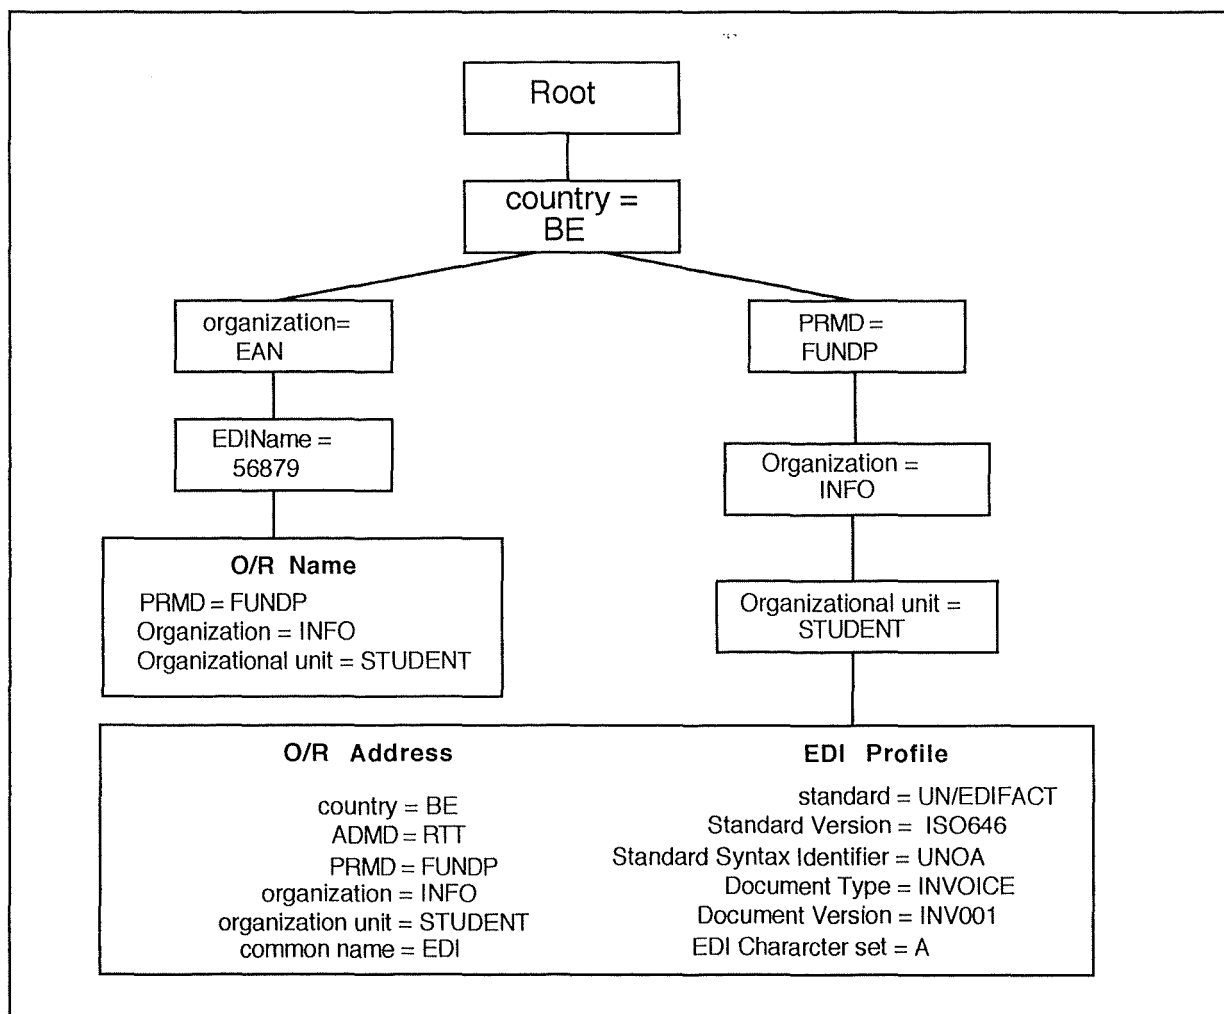 Root
country =
BE
organization=
EAN
PRMD =
FUNDP
EDIName =
56879
Organization =
INFO
O/R Name
PRMD = FUNDP
Organization = INFO
Organizational unit = STUDENT
Organizational unit =
STUDENT
O/R Address
country = BE
ADMD = RTT
PRMD = FUNDP
organization = INFO
organization unit = STUDENT
common name = EDI
EDI Profile
standard = UN/EDIFACT
Standard Version = ISO646
Standard Syntax Identifier = UNOA
Document Type = INVOICE
Document Version = INV001
EDI Chararcter set = A